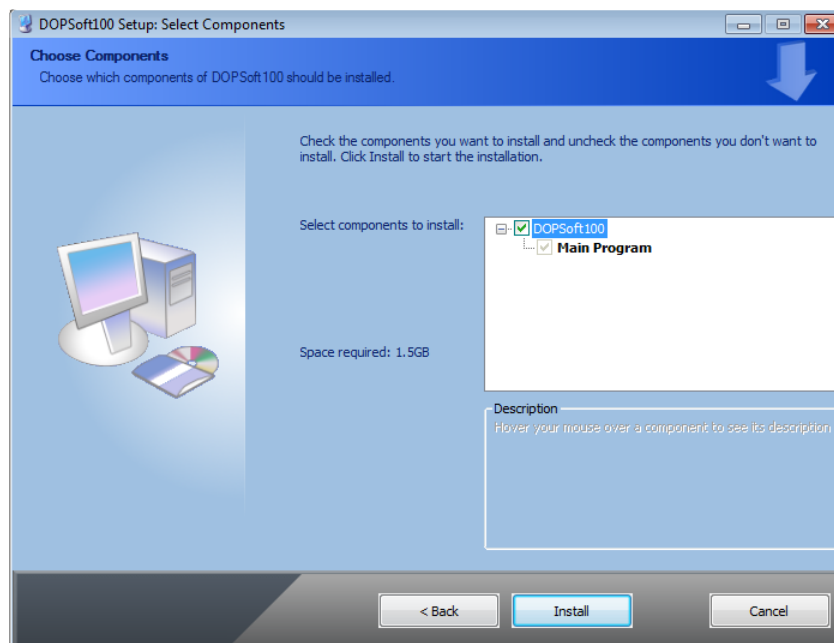 DOPSoft100 Setup: Select Components
Choose Components
Choose which components of DOPSoft100 should be installed.
Check the components you want to install and uncheck the components you don't want to
install. Click Install to start the installation.
Select components to install:
DOPSoft100
Main Program
Space required: 1.5GB
Description
Hover your mouse over a component to see its description
< Back
Install
Cancel